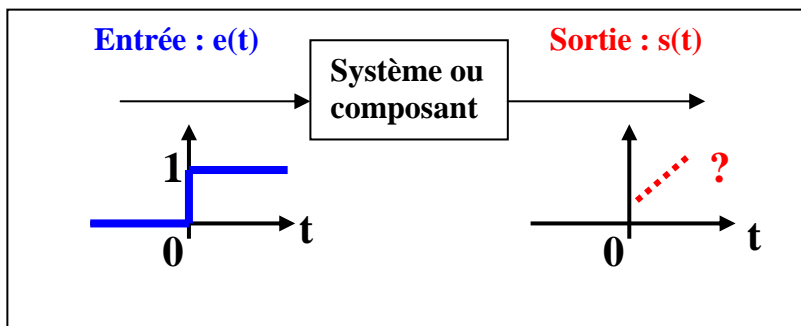 Entrée : e(t)
Système ou
composant
Sortie : s(t)
1
0
t
?
0
t